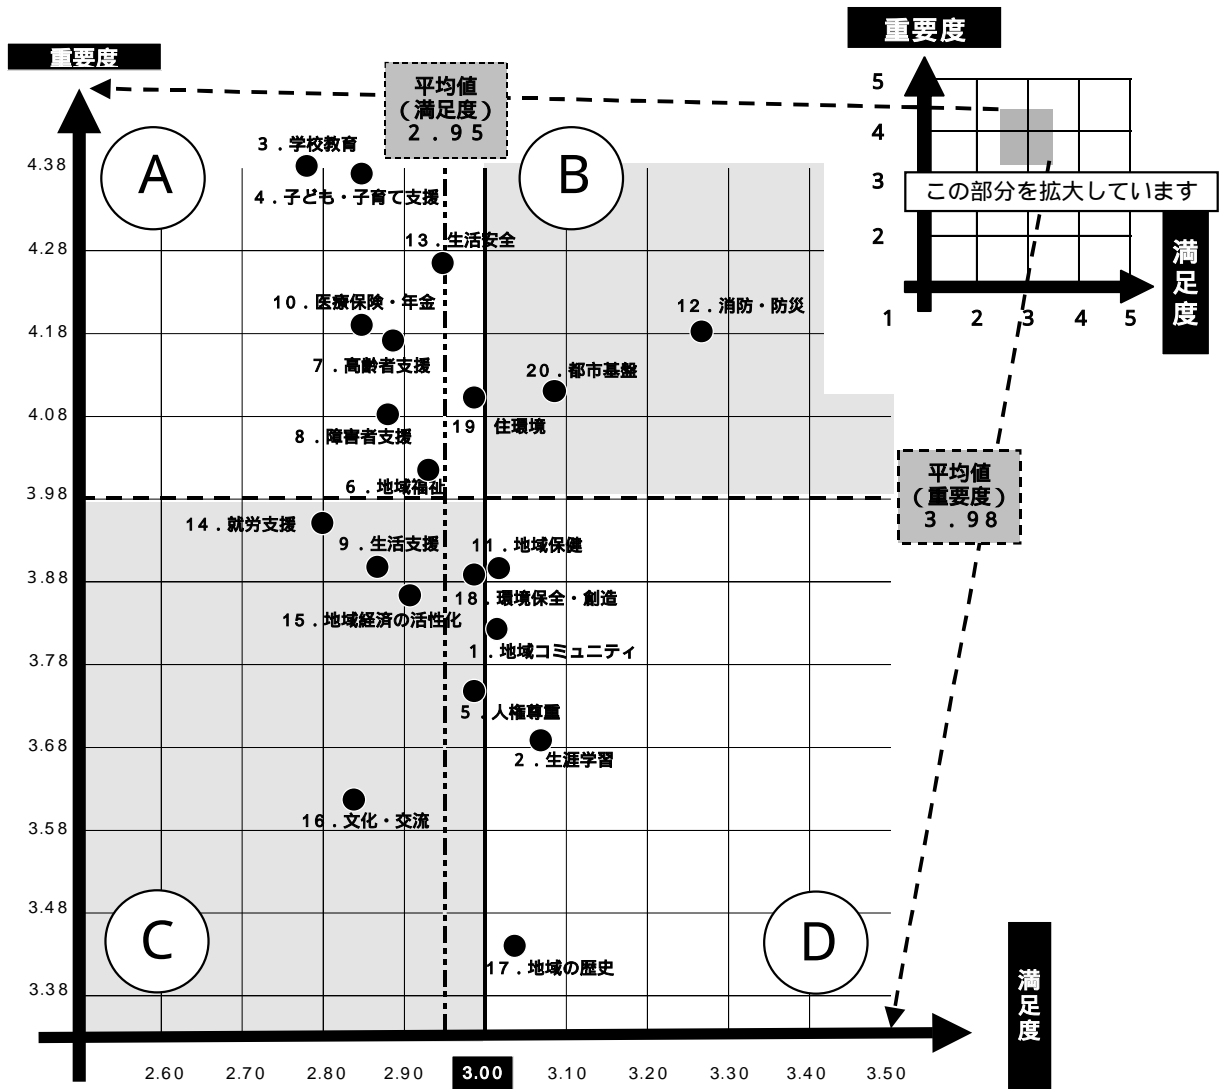 重要度
重要度
平均値
（満足度）
２．９５
5
4
3
2
1
2
3
4
5
この部分を拡大しています
満足度
A
B
3．学校教育
4．子ども・子育て支援
13．生活安全
10．医療保険・年金
12．消防・防災
7．高齢者支援
20．都市基盤
8．障害者支援
19　住環境
6．地域福祉
平均値
（重要度）
３．９８
14．就労支援
9．生活支援
11．地域保健
18．環境保全・創造
15．地域経済の活性化
1．地域コミュニティ
5．人権尊重
2．生涯学習
16．文化・交流
C
D
17．地域の歴史
満足度
4.38
4.28
4.18
4.08
3.98
3.88
3.78
3.68
3.58
3.48
3.38
2.60
2.70
2.80
2.90
3.00
3.10
3.20
3.30
3.40
3.50